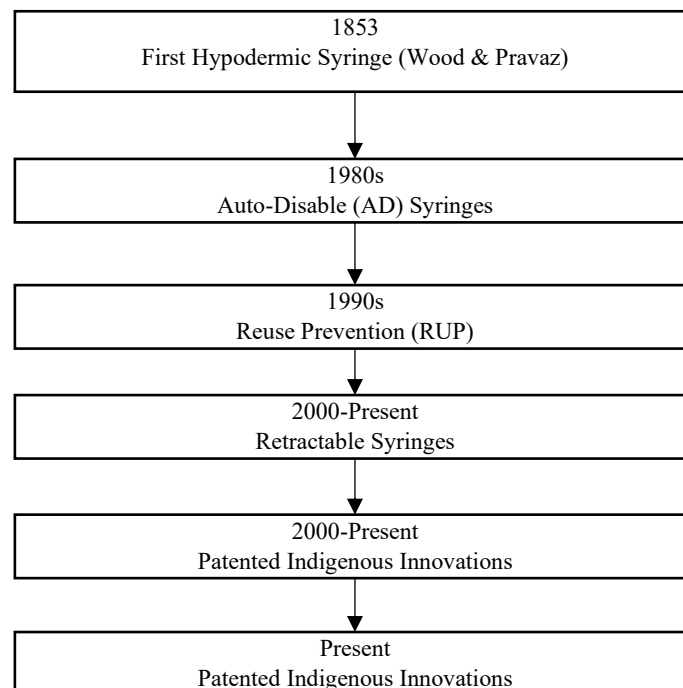 1853
First Hypodermic Syringe (Wood & Pravaz)
1980s
Auto-Disable (AD) Syringes
1990s
Reuse Prevention (RUP)
2000-Present
Retractable Syringes
2000-Present
Patented Indigenous Innovations
Present
Patented Indigenous Innovations